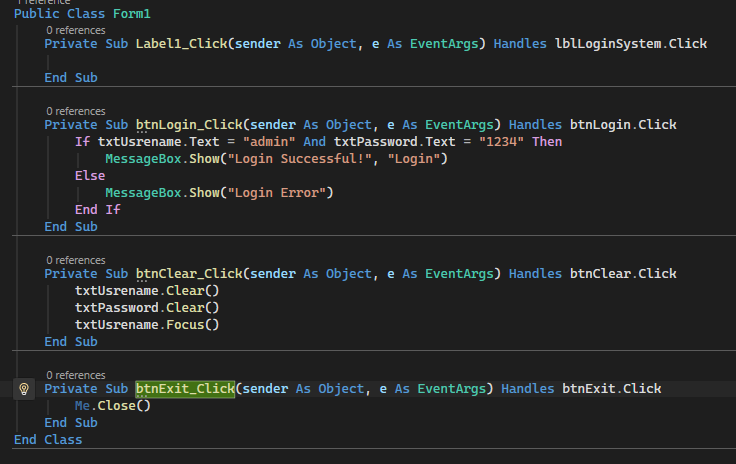 1 reference
Public Class Form1
0 references
Private Sub Label1_Click(sender As Object, e As EventArgs) Handles lblLoginSystem.Click
End Sub
0 references
Private Sub btnLogin_Click(sender As Object, e As EventArgs) Handles btnLogin.Click
If txtUsrename.Text = "admin" And txtPassword.Text = "1234" Then
MessageBox.Show("Login Successful!", "Login")
Else
MessageBox.Show("Login Error")
End If
End Sub
0 references
Private Sub btnClear_Click(sender As Object, e As EventArgs) Handles btnClear.Click
txtUsrename.Clear()
txtPassword.Clear()
txtUsrename.Focus()
End Sub
0 references
Private Sub btnExit_Click(sender As Object, e As EventArgs) Handles btnExit.Click
Me.Close()
End Sub
End Class